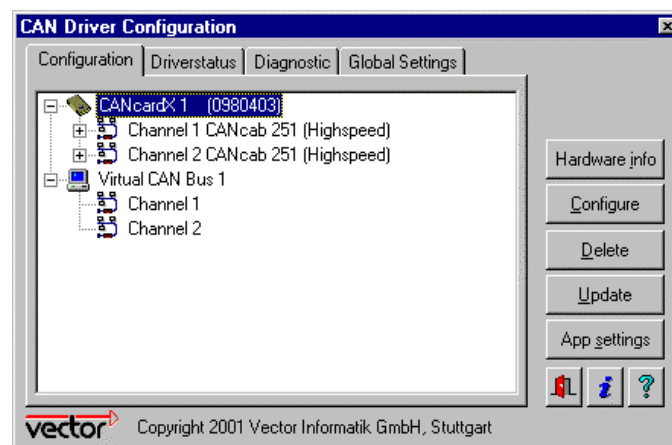 CAN Driver Configuration
Configuration Driverstatus Diagnostic Global Settings
CANcardX 1 (0980403)
Channel 1 CANcab 251 (Highspeed)
Channel 2 CANcab 251 (Highspeed)
Virtual CAN Bus 1
Channel 1
Channel 2
Hardware info
Configure
Delete
Update
App settings
vector Copyright 2001 Vector Informatik GmbH, Stuttgart